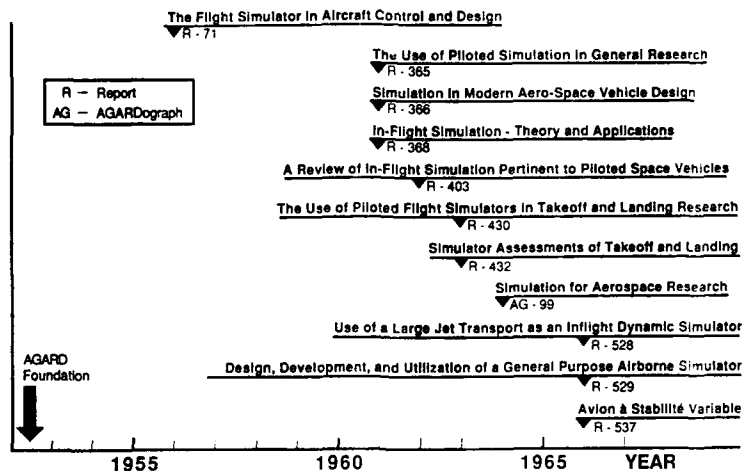 The Flight Simulator in Aircraft Control and Design
R - 71
The Use of Piloted Simulation in General Research
R - 365
R – Report
AG – AGARDograph
Simulation in Modern Aero-Space Vehicle Design
R - 366
In-Flight Simulation - Theory and Applications
R - 368
A Review of In-Flight Simulation Pertinent to Piloted Space Vehicles
R - 403
The Use of Piloted Flight Simulators in Takeoff and Landing Research
R - 430
Simulator Assessments of Takeoff and Landing
R - 432
Simulation for Aerospace Research
AG - 99
Use of a Large Jet Transport as an Inflight Dynamic Simulator
R - 528
AGARD
Foundation
Design, Development, and Utilization of a General Purpose Airborne Simulator
R - 529
Avion à Stabilité Variable
R - 537
1955 1960 1965 YEAR